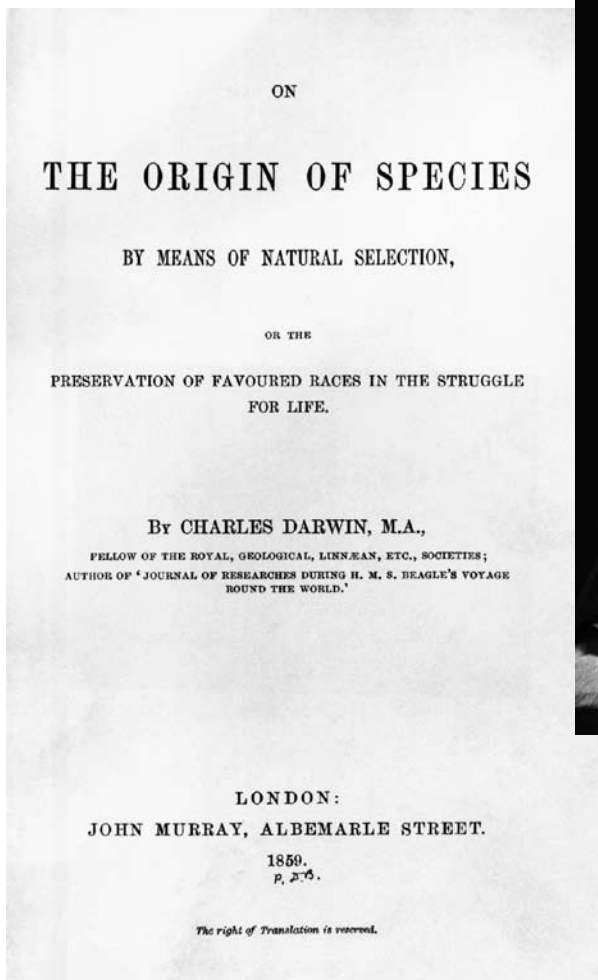 ON
THE ORIGIN OF SPECIES
BY MEANS OF NATURAL SELECTION,
OR THE
PRESERVATION OF FAVOURED RACES IN THE STRUGGLE
FOR LIFE.
BY CHARLES DARWIN, M.A.,
FELLOW OF THE ROYAL, GEOLOGICAL, LINNÆAN, ETC., SOCIETIES;
AUTHOR OF ‘JOURNAL OF RESEARCHES DURING H. M. S. BEAGLE'S VOYAGE
ROUND THE WORLD.’
LONDON:
JOHN MURRAY, ALBEMARLE STREET.
1859.
The right of Translation is reserved.